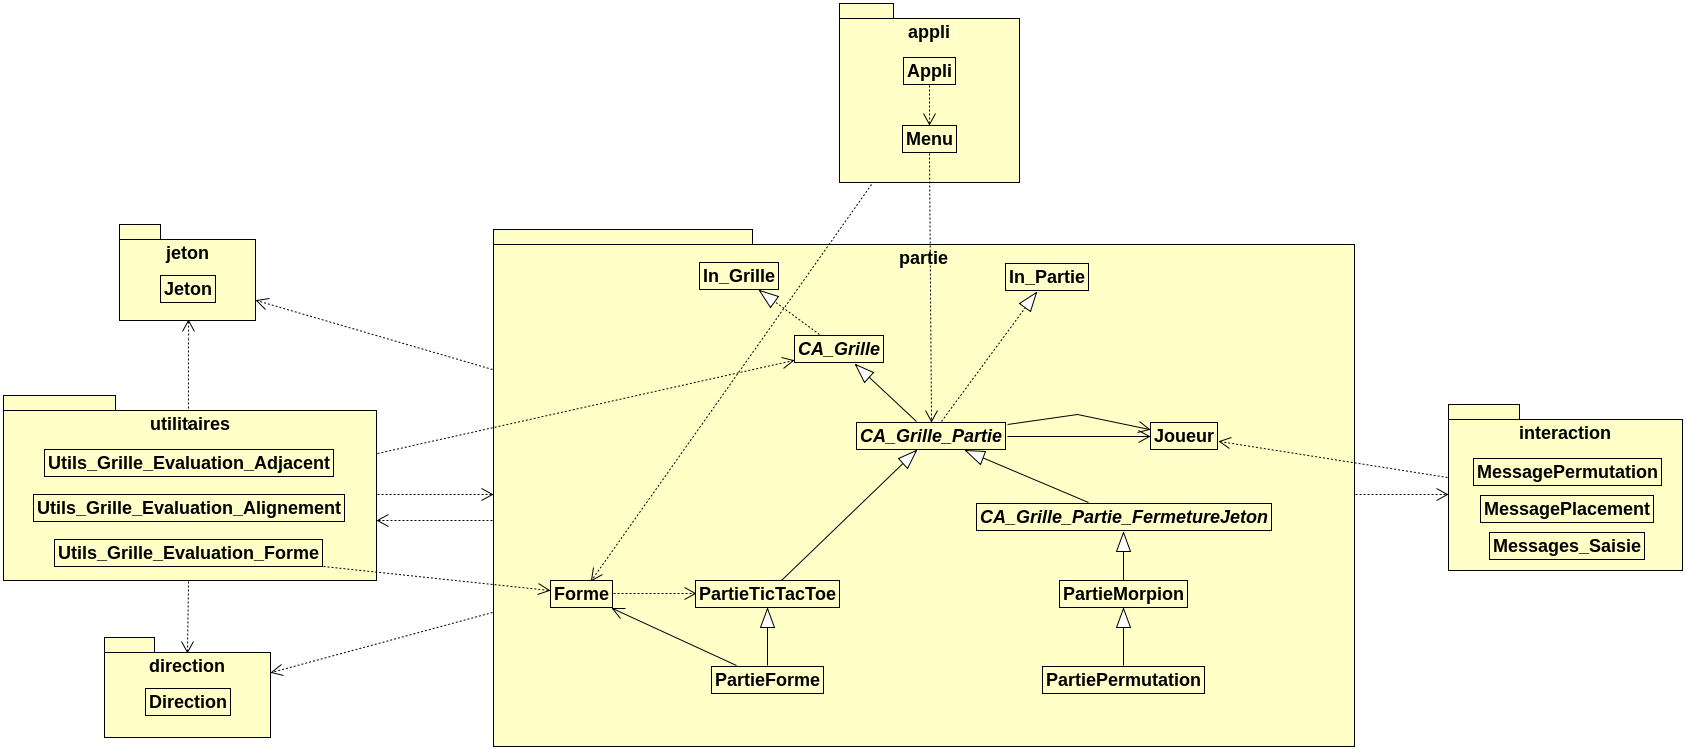 appli
Appli
Menu
jeton
Jeton
partie
In_Grille
In_Partie
CA_Grille
CA_Grille_Partie
Joueur
CA_Grille_Partie_FermetureJeton
Forme
PartieTicTacToe
PartieMorpion
PartieForme
PartiePermutation
utilitaires
Utils_Grille_Evaluation_Adjacent
Utils_Grille_Evaluation_Alignement
Utils_Grille_Evaluation_Forme
interaction
MessagePermutation
MessagePlacement
Messages_Saisie
direction
Direction